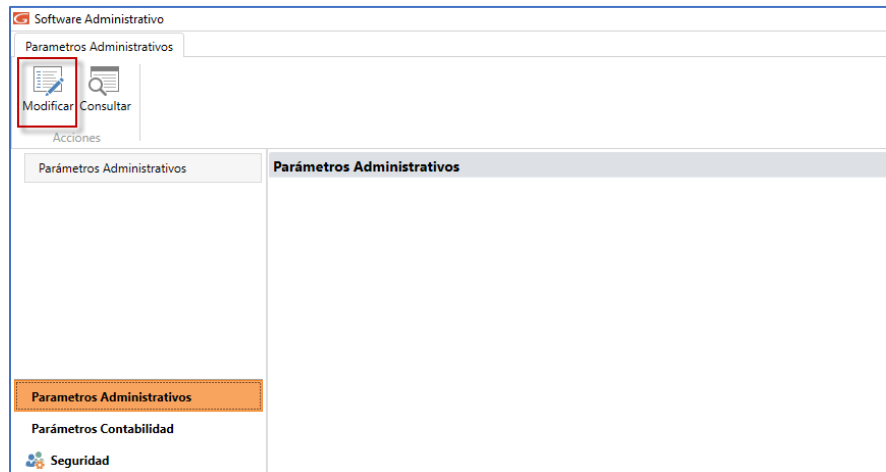 Software Administrativo
Parametros Administrativos
Modificar Consultar
Acciones
Parámetros Administrativos
Parámetros Administrativos
Parametros Administrativos
Parámetros Contabilidad
Seguridad